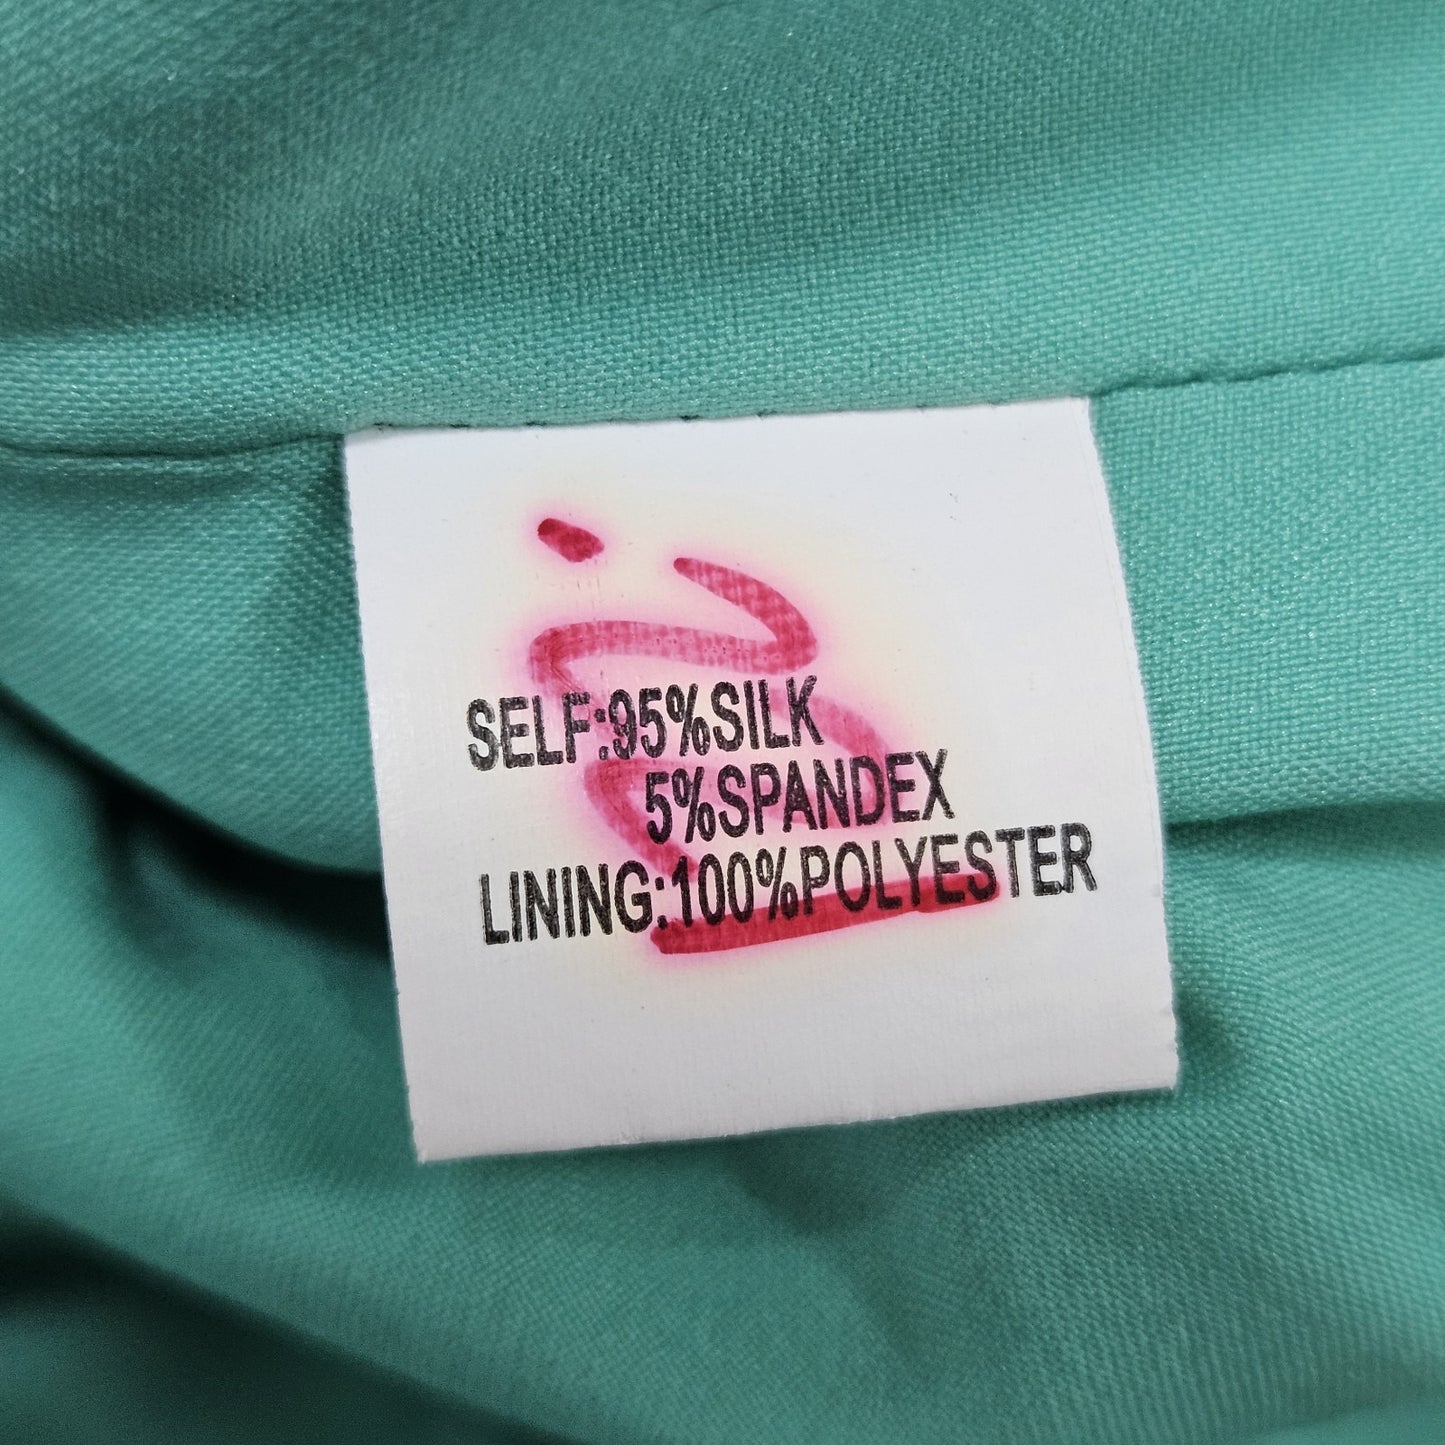 SELF:95%SILK
5%SPANDEX
LINING:100%POLYESTER